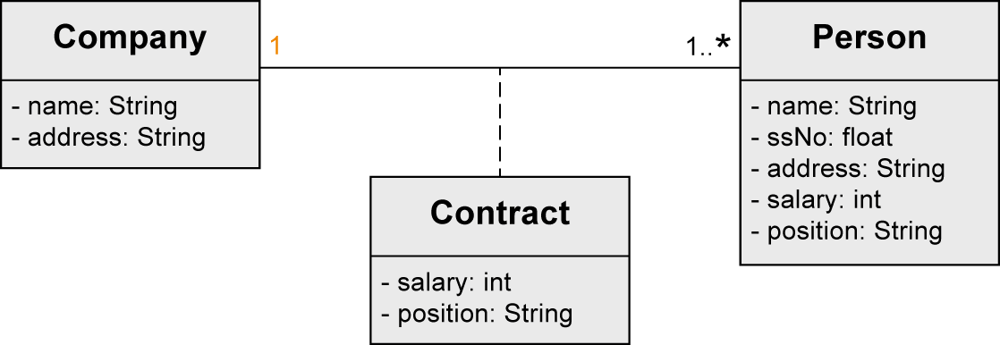 Company
- name: String
- address: String
1
1..*
Person
- name: String
- ssNo: float
- address: String
- salary: int
- position: String
Contract
- salary: int
- position: String